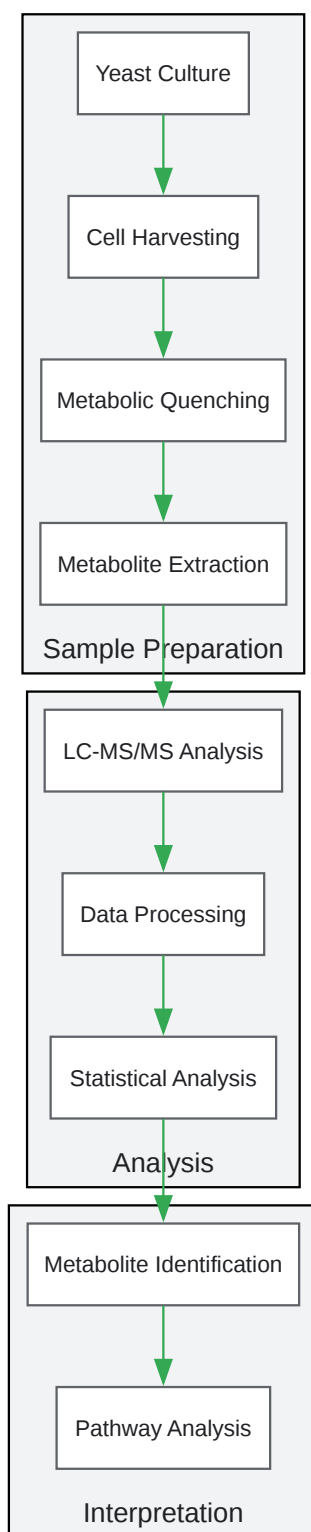 Yeast Culture
Cell Harvesting
Metabolic Quenching
Metabolite Extraction
Sample Preparation
LC-MS/MS Analysis
Data Processing
Statistical Analysis
Analysis
Metabolite Identification
Pathway Analysis
Interpretation